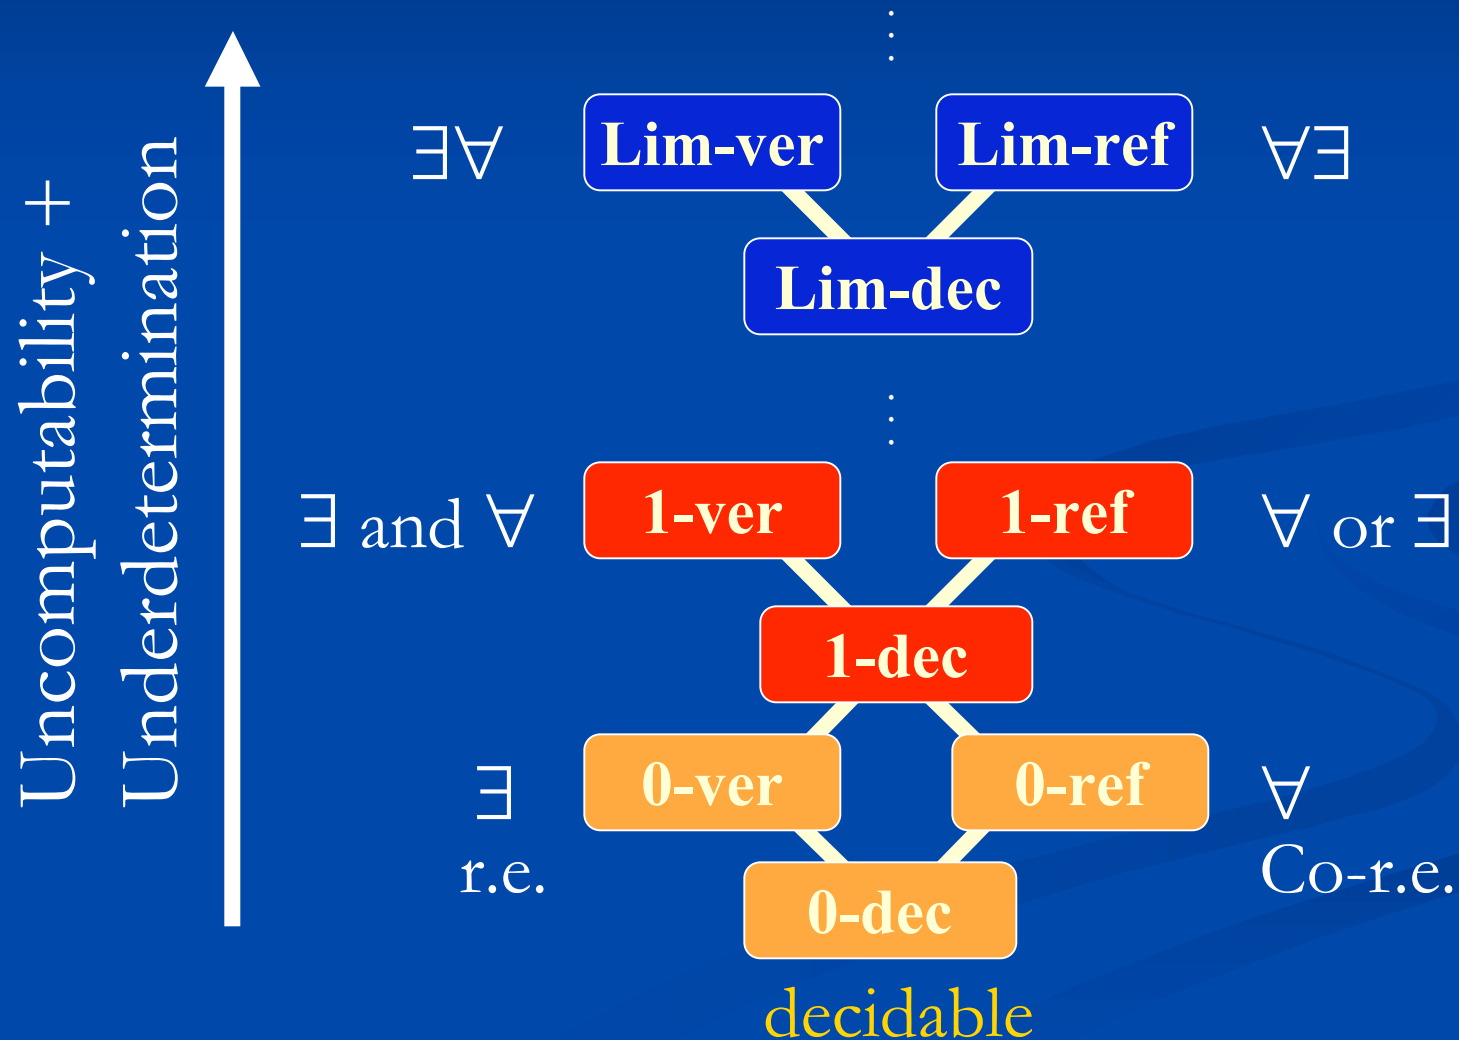 Uncomputability +
Underdetermination
⋮
∃∀ Lim-ver Lim-ref ∀∃
Lim-dec
⋮
∃ and ∀ 1-ver 1-ref ∀ or ∃
1-dec
∃ 0-ver 0-ref ∀
r.e. Co-r.e.
0-dec
decidable